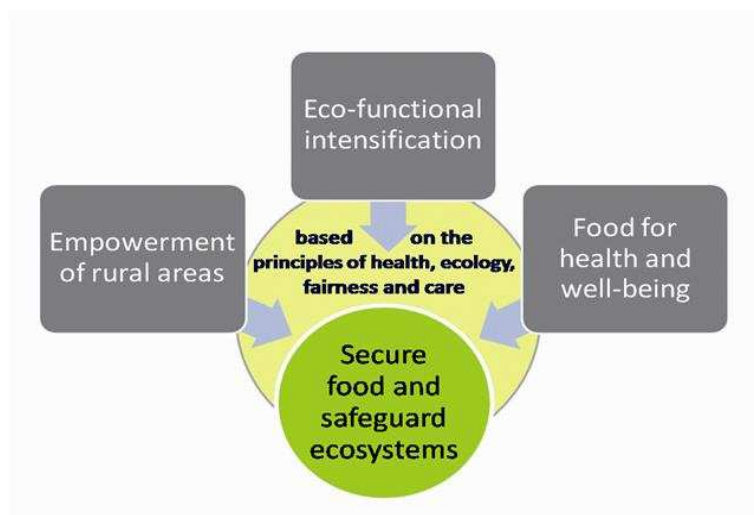 Eco-functional
intensification
Empowerment
of rural areas
based on the
principles of health, ecology,
fairness and care
Food for
health and
well-being
Secure
food and
safeguard
ecosystems